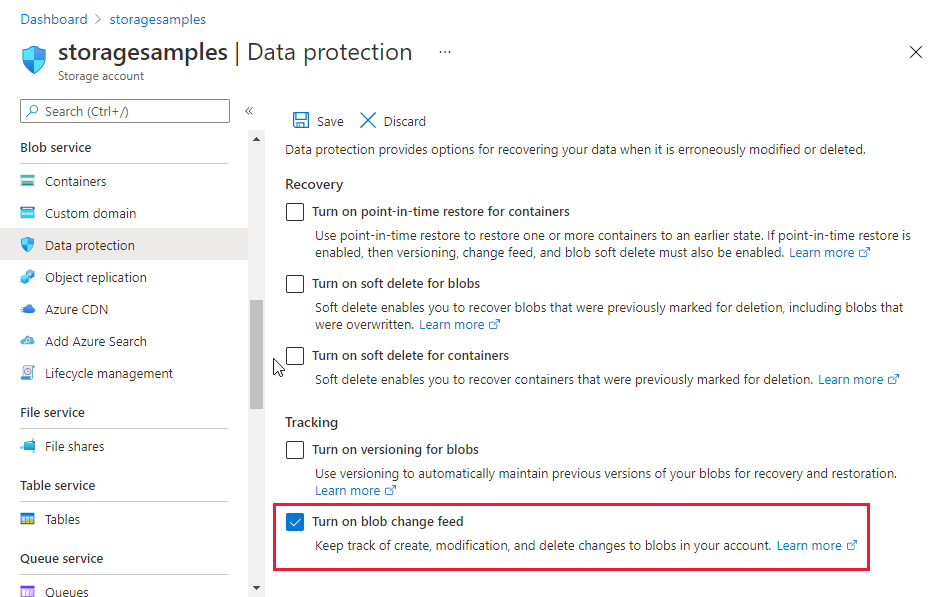 Dashboard > storagesamples
storagesamples | Data protection ...
Storage account
Search (Ctrl+/)
«
Blob service
Containers
Custom domain
Data protection
Object replication
Azure CDN
Add Azure Search
Lifecycle management
File service
File shares
Table service
Tables
Queue service
Queues
Save
Discard
Data protection provides options for recovering your data when it is erroneously modified or deleted.
Recovery
Turn on point-in-time restore for containers
Use point-in-time restore to restore one or more containers to an earlier state. If point-in-time restore is
enabled, then versioning, change feed, and blob soft delete must also be enabled. Learn more
Turn on soft delete for blobs
Soft delete enables you to recover blobs that were previously marked for deletion, including blobs that
were overwritten. Learn more
Turn on soft delete for containers
Soft delete enables you to recover containers that were previously marked for deletion. Learn more
Tracking
Turn on versioning for blobs
Use versioning to automatically maintain previous versions of your blobs for recovery and restoration.
Learn more
Turn on blob change feed
Keep track of create, modification, and delete changes to blobs in your account. Learn more